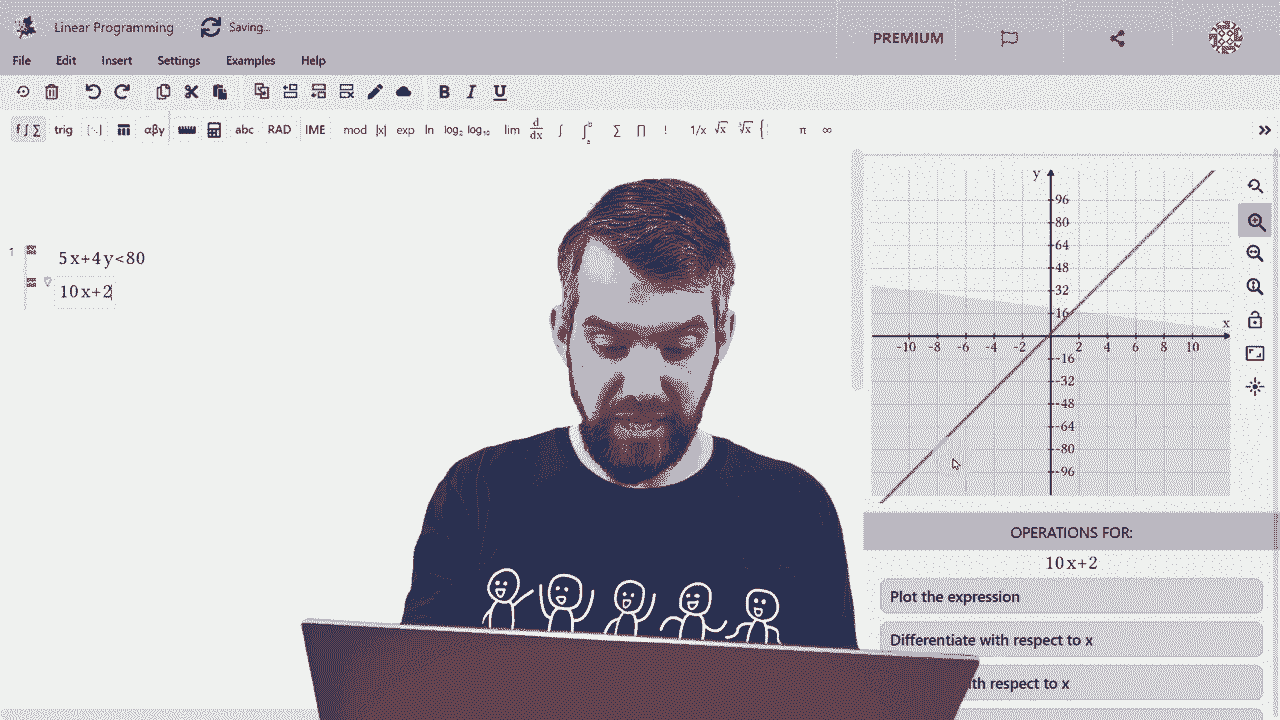 Linear Programming Saving...
PREMIUM
File Edit Insert Settings Examples Help
B I U
f ∫ ∑ trig [∴] αβγ abc RAD IME mod |x| exp ln log₂ log₁₀ lim d/dx ∫ ∫ₐᵇ ∑ ∏ ! 1/x √x ∛x { π ∞ »
1 5x+4y<80
10x+2
y
96
80
64
48
32
16
x
-10 -8 -6 -4 -2 2 4 6 8 10
-16
-32
-48
-64
-80
-96
OPERATIONS FOR:
10x+2
Plot the expression
Differentiate with respect to x
th respect to x